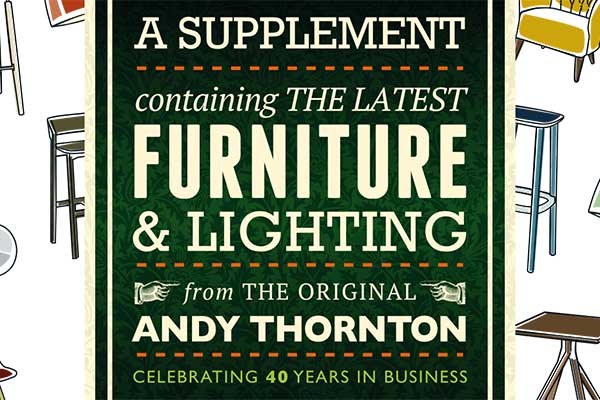 A SUPPLEMENT
containing THE LATEST
FURNITURE
& LIGHTING
from THE ORIGINAL
ANDY THORNTON
CELEBRATING 40 YEARS IN BUSINESS